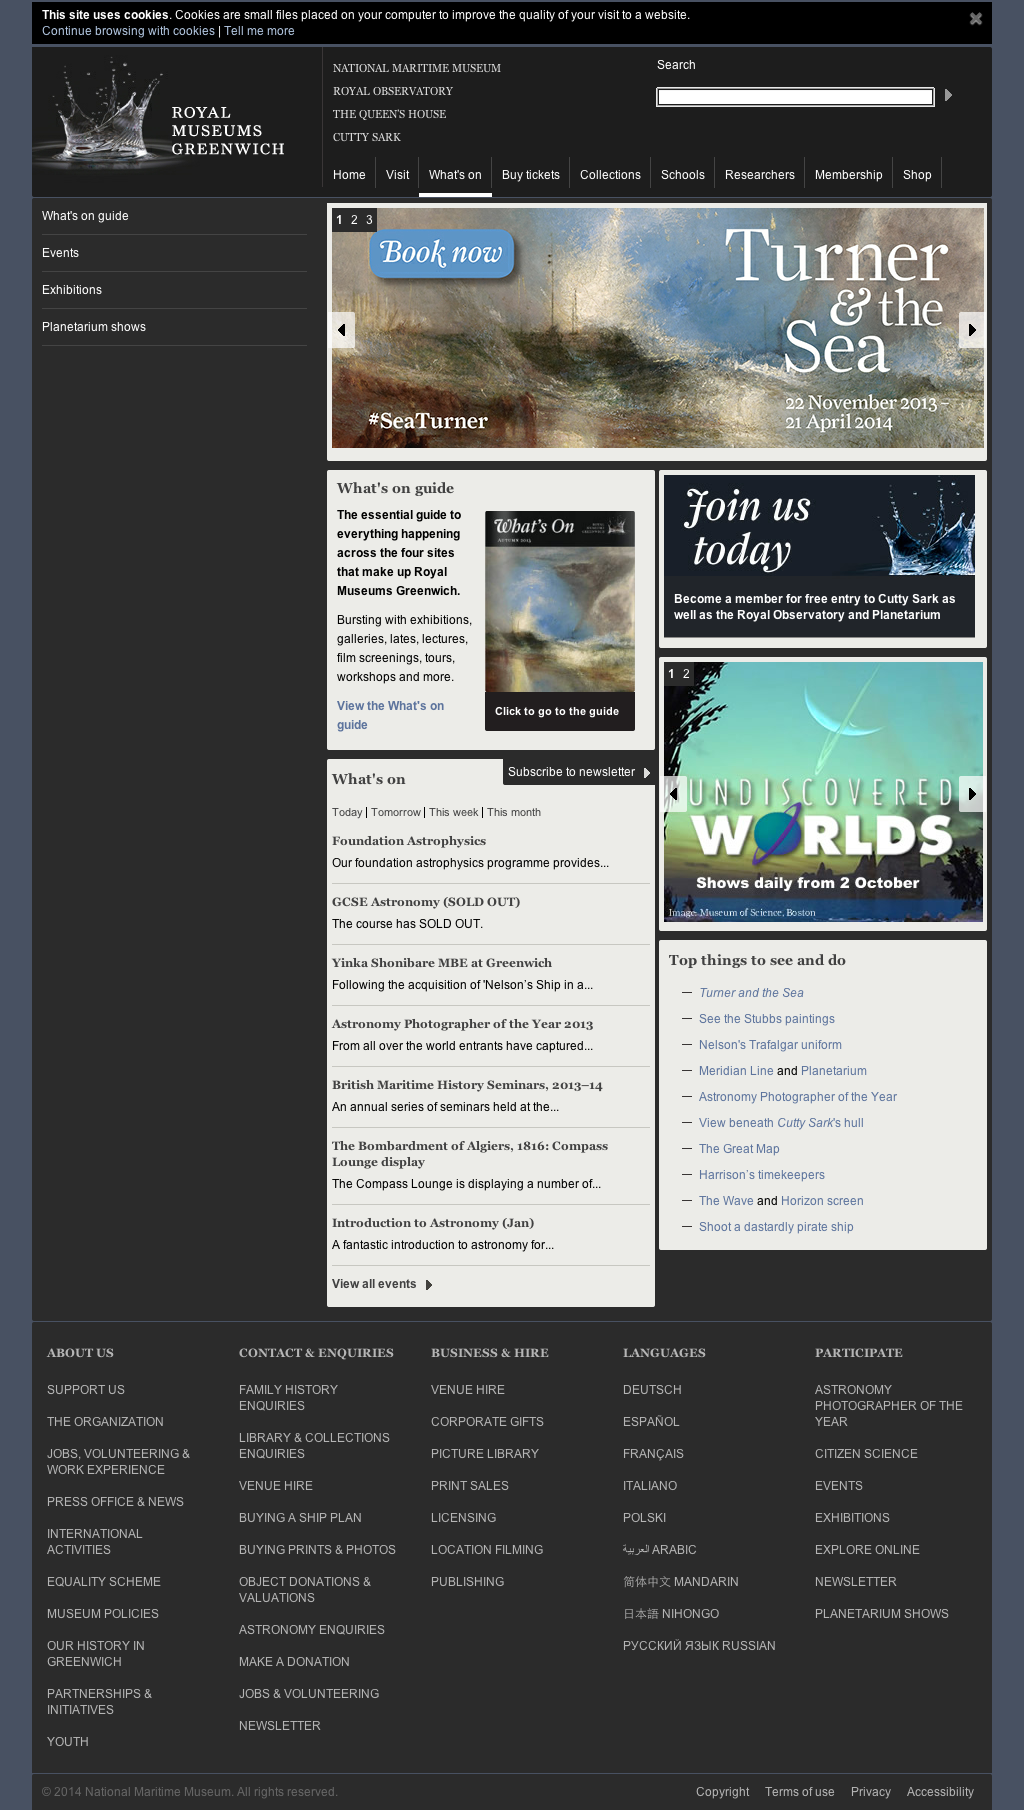 This site uses cookies. Cookies are small files placed on your computer to improve the quality of your visit to a website.
Continue browsing with cookies | Tell me more
ROYAL
MUSEUMS
GREENWICH
NATIONAL MARITIME MUSEUM
ROYAL OBSERVATORY
THE QUEEN'S HOUSE
CUTTY SARK
Search
Home Visit What's on Buy tickets Collections Schools Researchers Membership Shop
What's on guide
Events
Exhibitions
Planetarium shows
1 2 3
Book now
Turner
& the
Sea
22 November 2013 –
21 April 2014
#SeaTurner
What's on guide
The essential guide to
everything happening
across the four sites
that make up Royal
Museums Greenwich.
Bursting with exhibitions,
galleries, lates, lectures,
film screenings, tours,
workshops and more.
View the What's on
guide
What's On
ROYAL
MUSEUMS
GREENWICH
AUTUMN 2013
Click to go to the guide
Join us
today
Become a member for free entry to Cutty Sark as
well as the Royal Observatory and Planetarium
1 2
UNDISCOVERED
WORLDS
Shows daily from 2 October
Image: Museum of Science, Boston
What's on
Subscribe to newsletter
Today | Tomorrow | This week | This month
Foundation Astrophysics
Our foundation astrophysics programme provides...
GCSE Astronomy (SOLD OUT)
The course has SOLD OUT.
Yinka Shonibare MBE at Greenwich
Following the acquisition of 'Nelson's Ship in a...
Astronomy Photographer of the Year 2013
From all over the world entrants have captured...
British Maritime History Seminars, 2013–14
An annual series of seminars held at the...
The Bombardment of Algiers, 1816: Compass
Lounge display
The Compass Lounge is displaying a number of...
Introduction to Astronomy (Jan)
A fantastic introduction to astronomy for...
View all events
Top things to see and do
— Turner and the Sea
— See the Stubbs paintings
— Nelson's Trafalgar uniform
— Meridian Line and Planetarium
— Astronomy Photographer of the Year
— View beneath Cutty Sark's hull
— The Great Map
— Harrison's timekeepers
— The Wave and Horizon screen
— Shoot a dastardly pirate ship
ABOUT US
SUPPORT US
THE ORGANIZATION
JOBS, VOLUNTEERING &
WORK EXPERIENCE
PRESS OFFICE & NEWS
INTERNATIONAL
ACTIVITIES
EQUALITY SCHEME
MUSEUM POLICIES
OUR HISTORY IN
GREENWICH
PARTNERSHIPS &
INITIATIVES
YOUTH
CONTACT & ENQUIRIES
FAMILY HISTORY
ENQUIRIES
LIBRARY & COLLECTIONS
ENQUIRIES
VENUE HIRE
BUYING A SHIP PLAN
BUYING PRINTS & PHOTOS
OBJECT DONATIONS &
VALUATIONS
ASTRONOMY ENQUIRIES
MAKE A DONATION
JOBS & VOLUNTEERING
NEWSLETTER
BUSINESS & HIRE
VENUE HIRE
CORPORATE GIFTS
PICTURE LIBRARY
PRINT SALES
LICENSING
LOCATION FILMING
PUBLISHING
LANGUAGES
DEUTSCH
ESPAÑOL
FRANÇAIS
ITALIANO
POLSKI
العربية ARABIC
简体中文 MANDARIN
日本語 NIHONGO
РУССКИЙ ЯЗЫК RUSSIAN
PARTICIPATE
ASTRONOMY
PHOTOGRAPHER OF THE
YEAR
CITIZEN SCIENCE
EVENTS
EXHIBITIONS
EXPLORE ONLINE
NEWSLETTER
PLANETARIUM SHOWS
© 2014 National Maritime Museum. All rights reserved.
Copyright Terms of use Privacy Accessibility